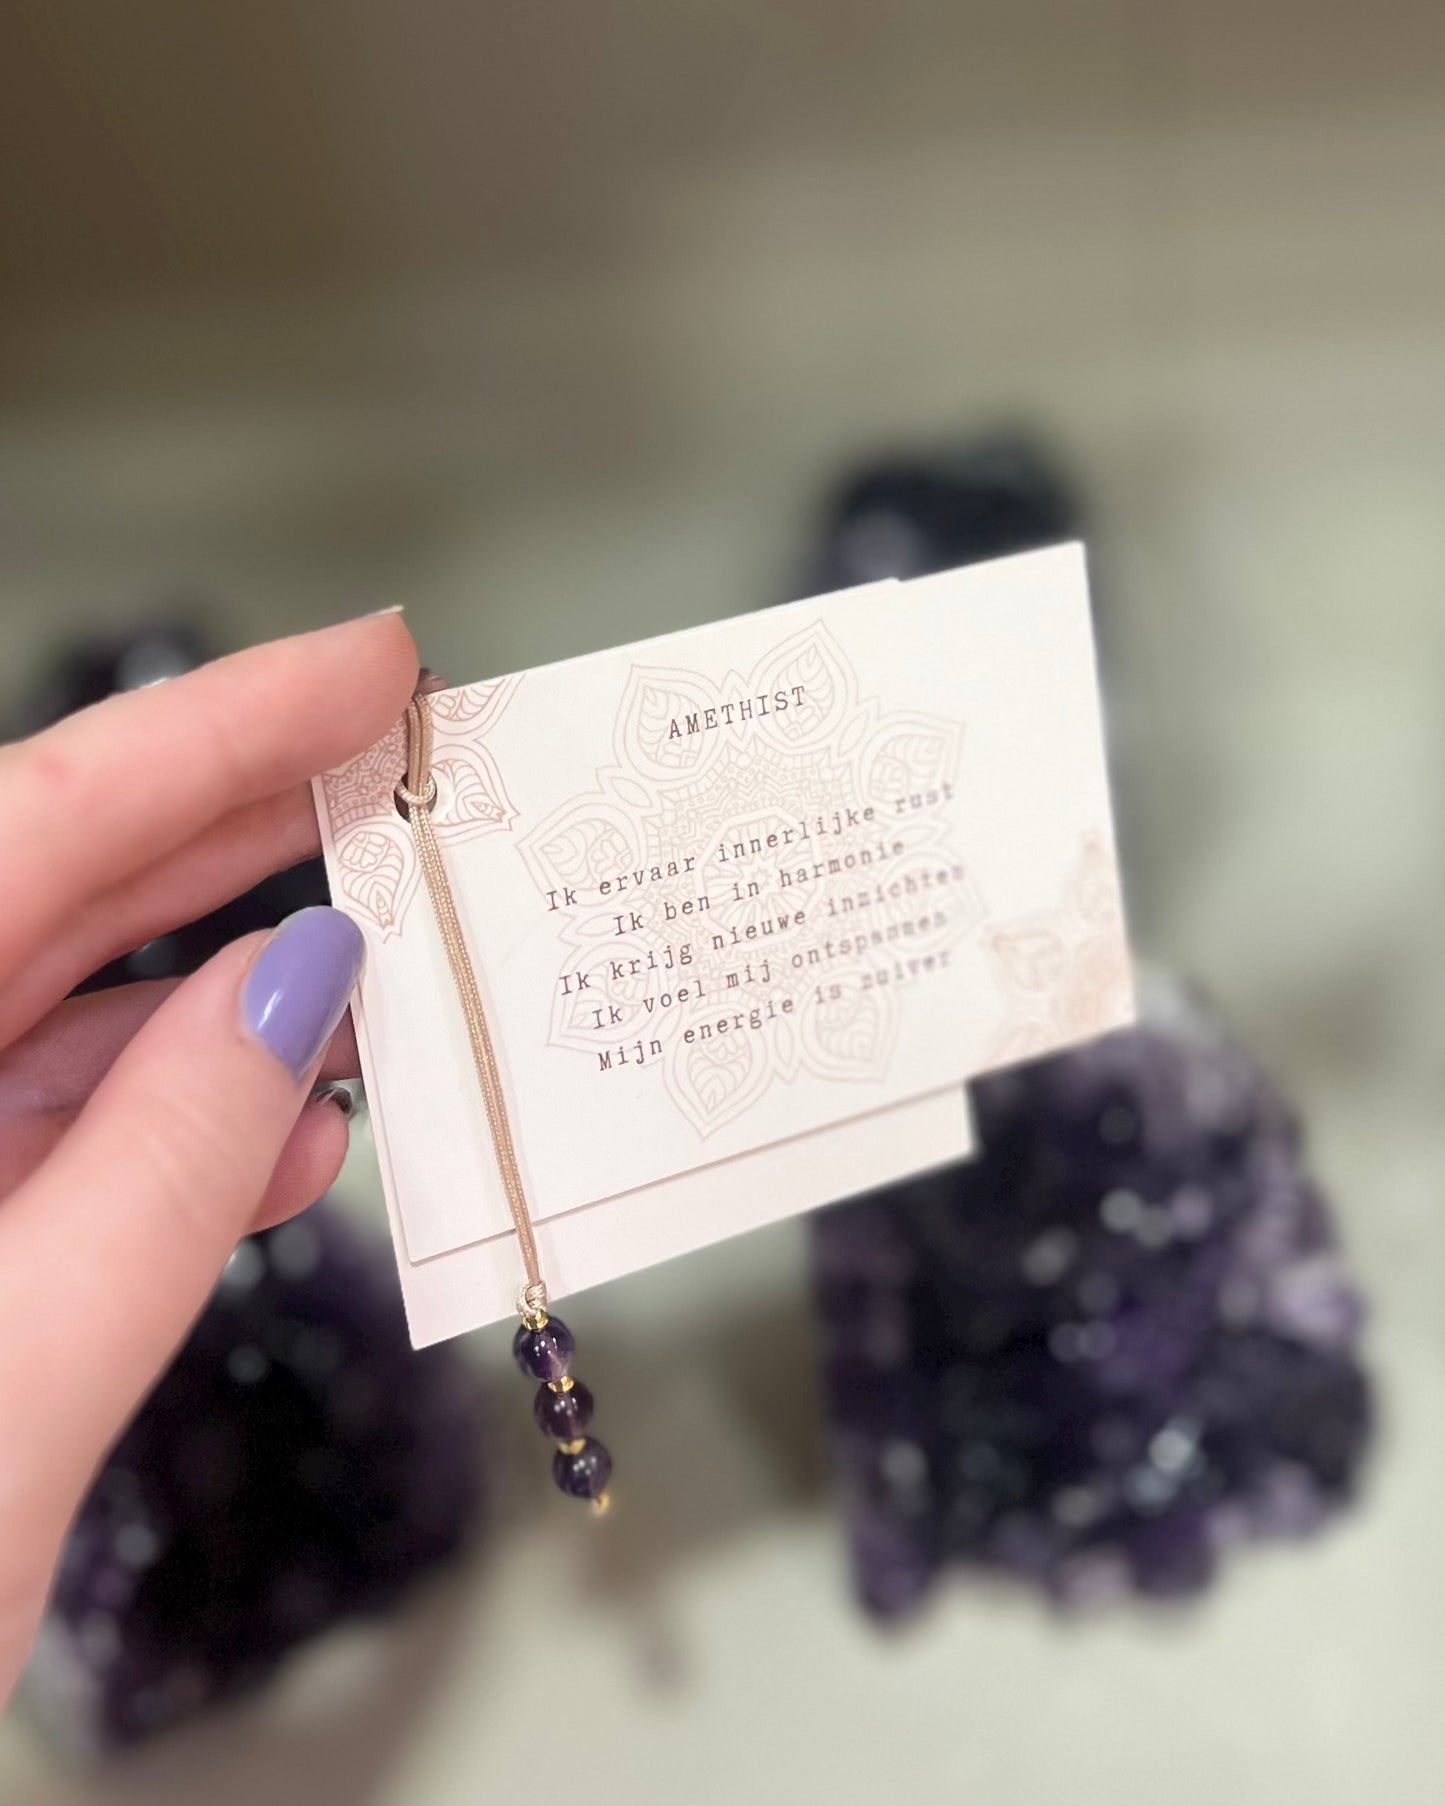 AMETHIST
Ik ervaar innerlijke rust
Ik ben in harmonie
Ik krijg nieuwe inzichten
Ik voel mij ontspannen
Mijn energie is zuiver